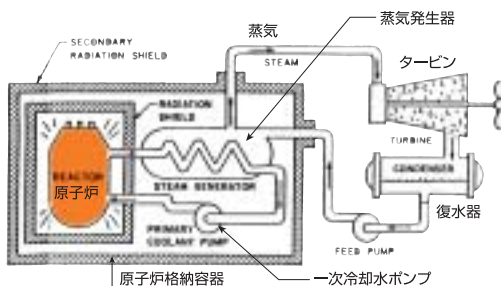 蒸気発生器
蒸気
SECONDARY
RADIATION SHIELD
STEAM
タービン
RADIATION
SHIELD
TURBINE
REACTOR
原子炉
STEAM GENERATOR
CONDENSER
復水器
PRIMARY
COOLANT PUMP
FEED PUMP
原子炉格納容器
一次冷却水ポンプ